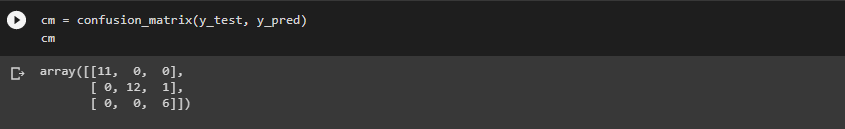 cm = confusion_matrix(y_test, y_pred)
cm
array([[11,  0,  0],
       [ 0, 12,  1],
       [ 0,  0,  6]])